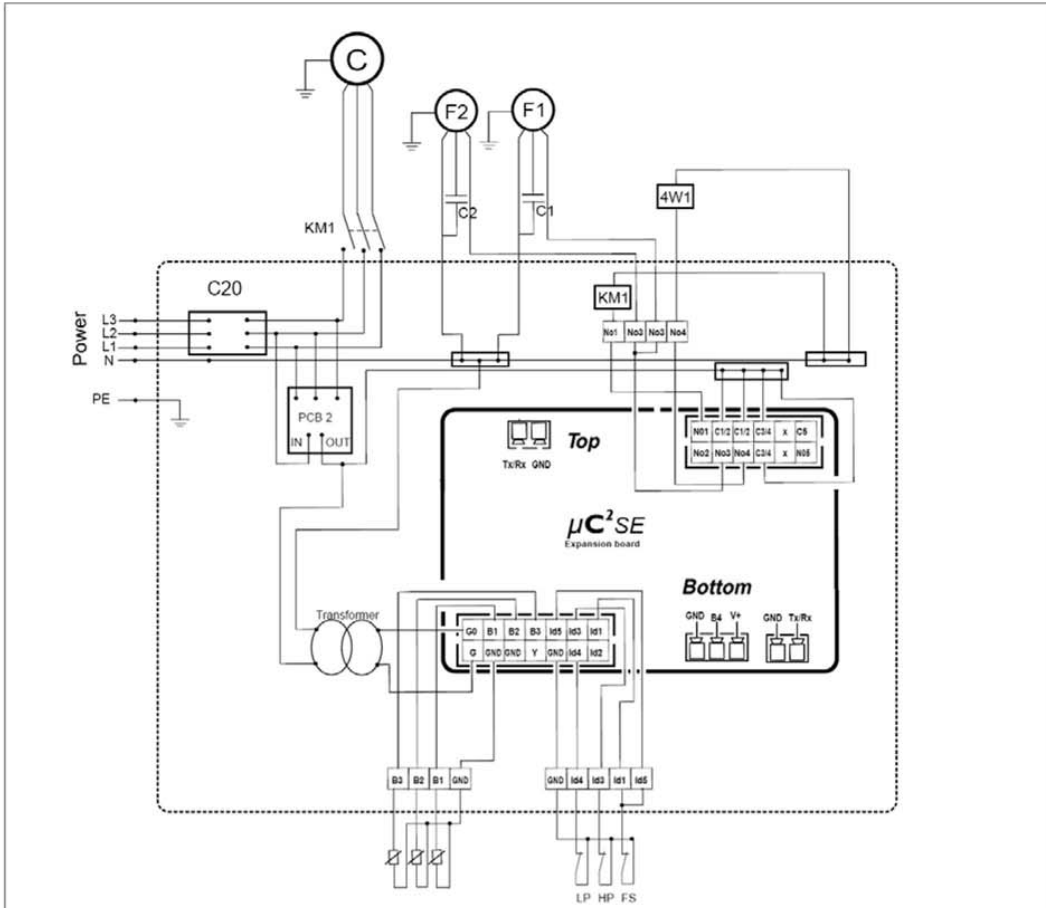 C
F2
F1
4W1
C2
C1
KM1
C20
KM1
Power
L3
L2
L1
N
No1 No3 No3 No4
PE
PCB 2
IN OUT
N01 C1/2 C1/2 C3/4 x C5
No2 No3 No4 C3/4 x N05
Top
Tx/Rx GND
µC²SE
Expansion board
Bottom
GND B4 V+
GND Tx/Rx
Transformer
G0 B1 B2 B3 Id5 Id3 Id1
G GND GND Y GND Id4 Id2
B3 B2 B1 GND
GND Id4 Id3 Id1 Id5
LP HP FS